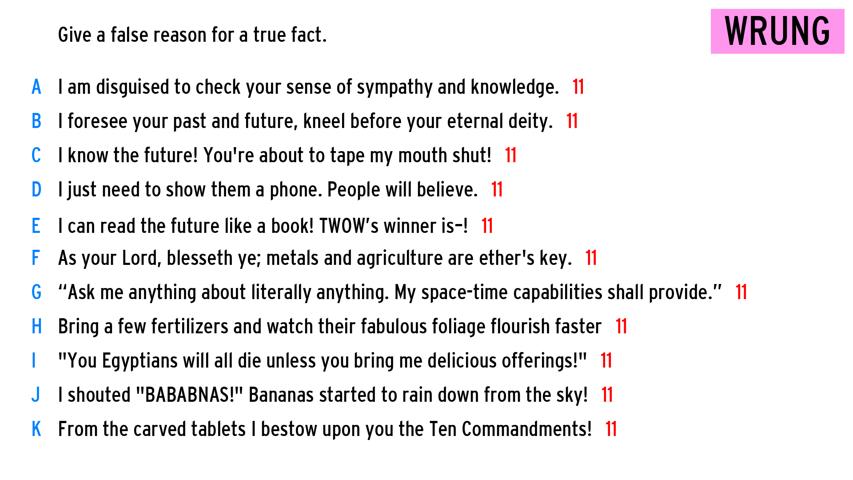 Give a false reason for a true fact.
WRUNG
A I am disguised to check your sense of sympathy and knowledge. 11
B I foresee your past and future, kneel before your eternal deity. 11
C I know the future! You're about to tape my mouth shut! 11
D I just need to show them a phone. People will believe. 11
E I can read the future like a book! TWOW’s winner is–! 11
F As your Lord, blesseth ye; metals and agriculture are ether's key. 11
G “Ask me anything about literally anything. My space-time capabilities shall provide.” 11
H Bring a few fertilizers and watch their fabulous foliage flourish faster 11
I "You Egyptians will all die unless you bring me delicious offerings!" 11
J I shouted "BABABNAS!" Bananas started to rain down from the sky! 11
K From the carved tablets I bestow upon you the Ten Commandments! 11